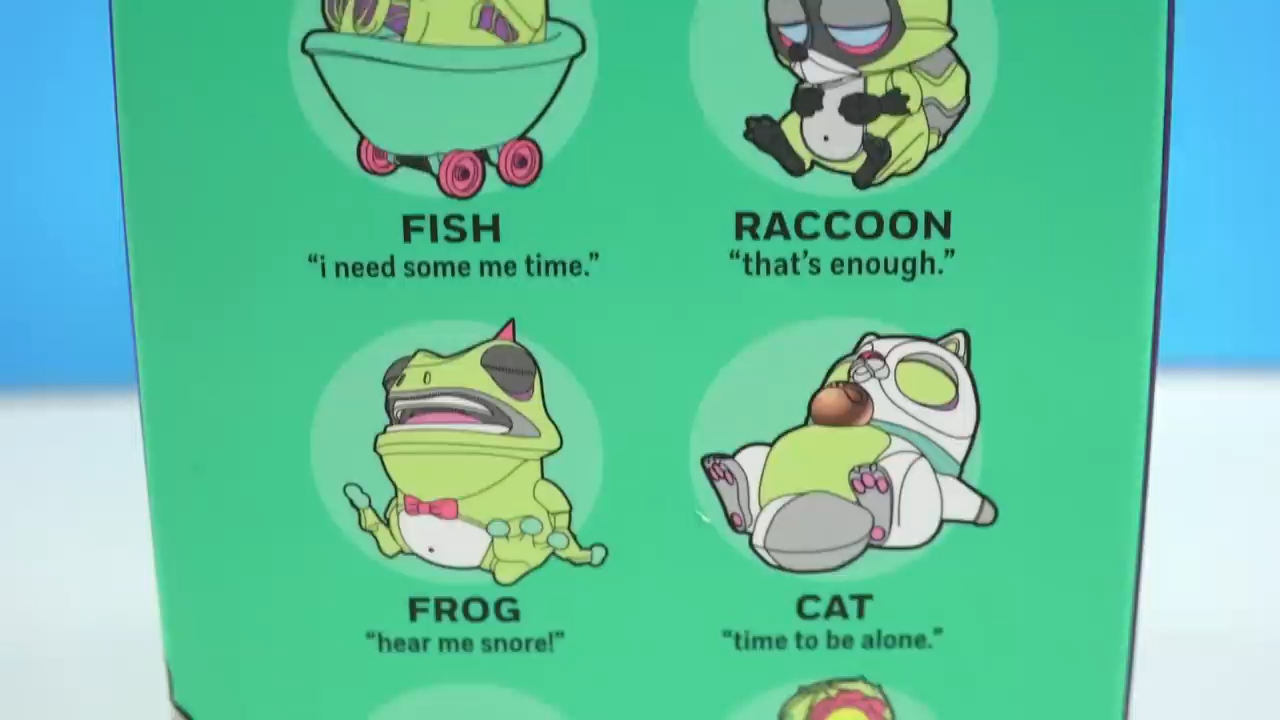 FISH
“i need some me time.”
RACCOON
“that’s enough.”
FROG
“hear me snore!”
CAT
“time to be alone.”